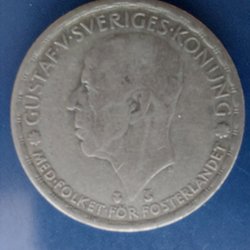 GUSTAF·V·SVERIGES·KONUNG
MED·FOLKET·FÖR·FOSTERLANDET